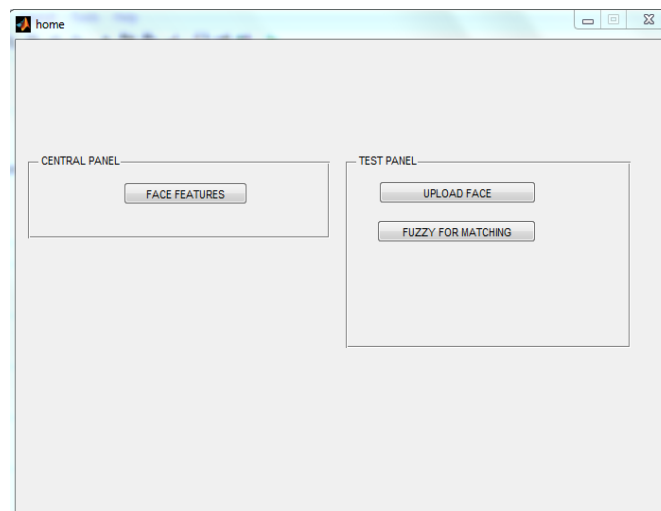 home
CENTRAL PANEL
FACE FEATURES
TEST PANEL
UPLOAD FACE
FUZZY FOR MATCHING